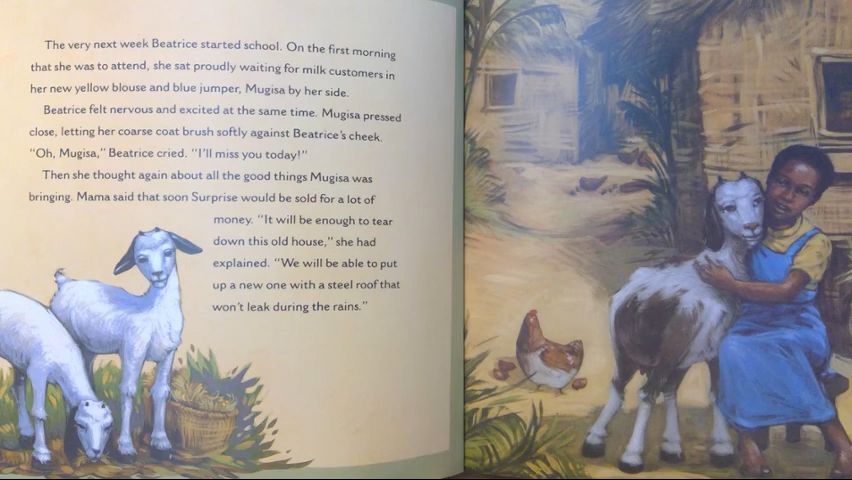 The very next week Beatrice started school. On the first morning
that she was to attend, she sat proudly waiting for milk customers in
her new yellow blouse and blue jumper, Mugisa by her side.
Beatrice felt nervous and excited at the same time. Mugisa pressed
close, letting her coarse coat brush softly against Beatrice's cheek.
"Oh, Mugisa," Beatrice cried. "I'll miss you today!"
Then she thought again about all the good things Mugisa was
bringing. Mama said that soon Surprise would be sold for a lot of
money. "It will be enough to tear
down this old house," she had
explained. "We will be able to put
up a new one with a steel roof that
won't leak during the rains."